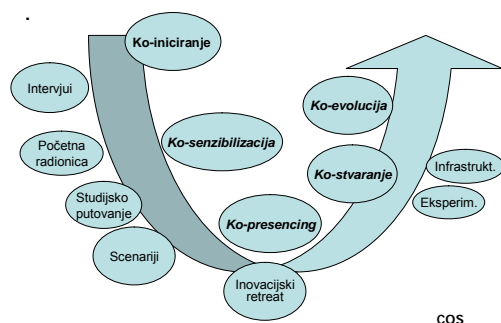 Ko-iniciranje
Intervjui
Ko-evolucija
Početna
radionica
Ko-senzibilizacija
Infrastrukt.
Ko-stvaranje
Studijsko
putovanje
Eksperim.
Ko-presencing
Scenariji
Inovacijski
retreat
cos